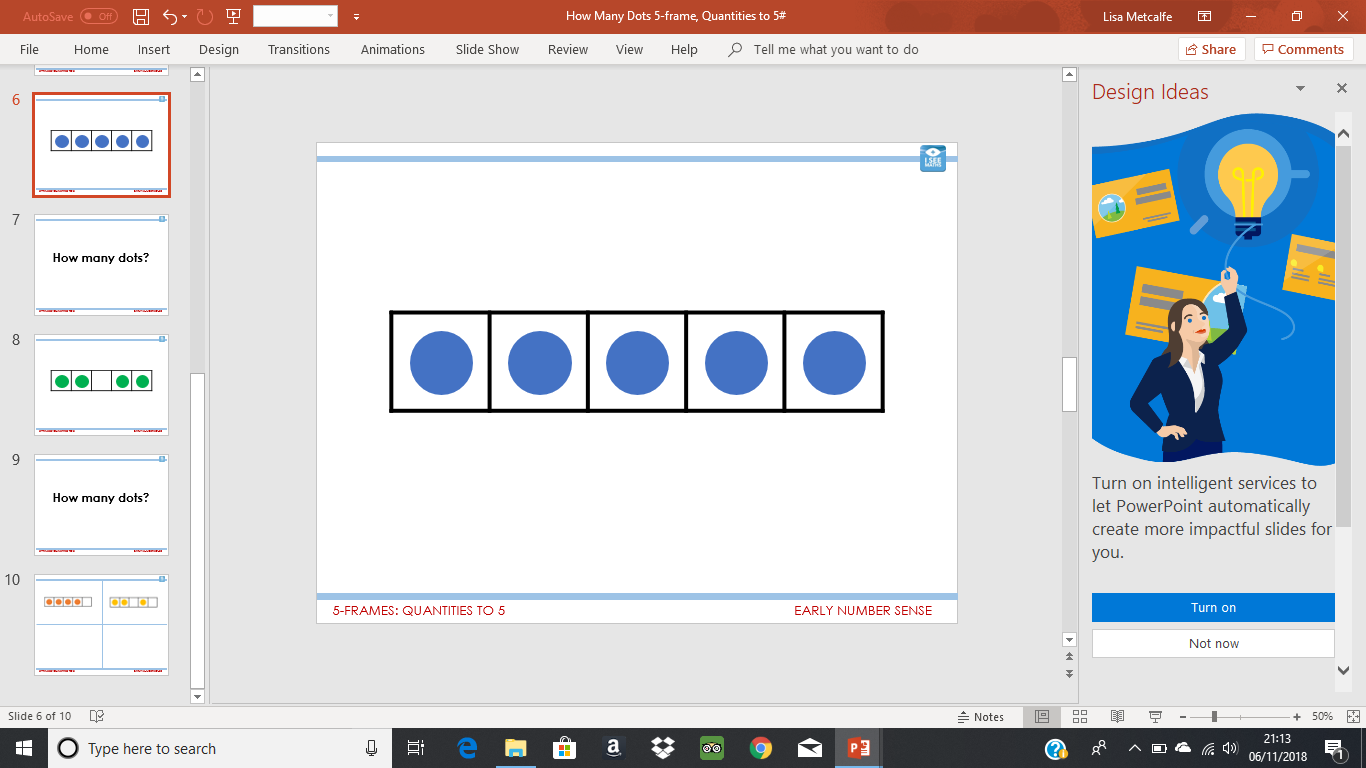 AutoSave Off
How Many Dots 5-frame, Quantities to 5#
Lisa Metcalfe
File Home Insert Design Transitions Animations Slide Show Review View Help Tell me what you want to do
Share Comments
6
7
How many dots?
8
9
How many dots?
10
I SEE
MATHS
5-FRAMES: QUANTITIES TO 5
EARLY NUMBER SENSE
Design Ideas
Turn on intelligent services to
let PowerPoint automatically
create more impactful slides for
you.
Turn on
Not now
Slide 6 of 10
Notes
50%
Type here to search
21:13
06/11/2018
1